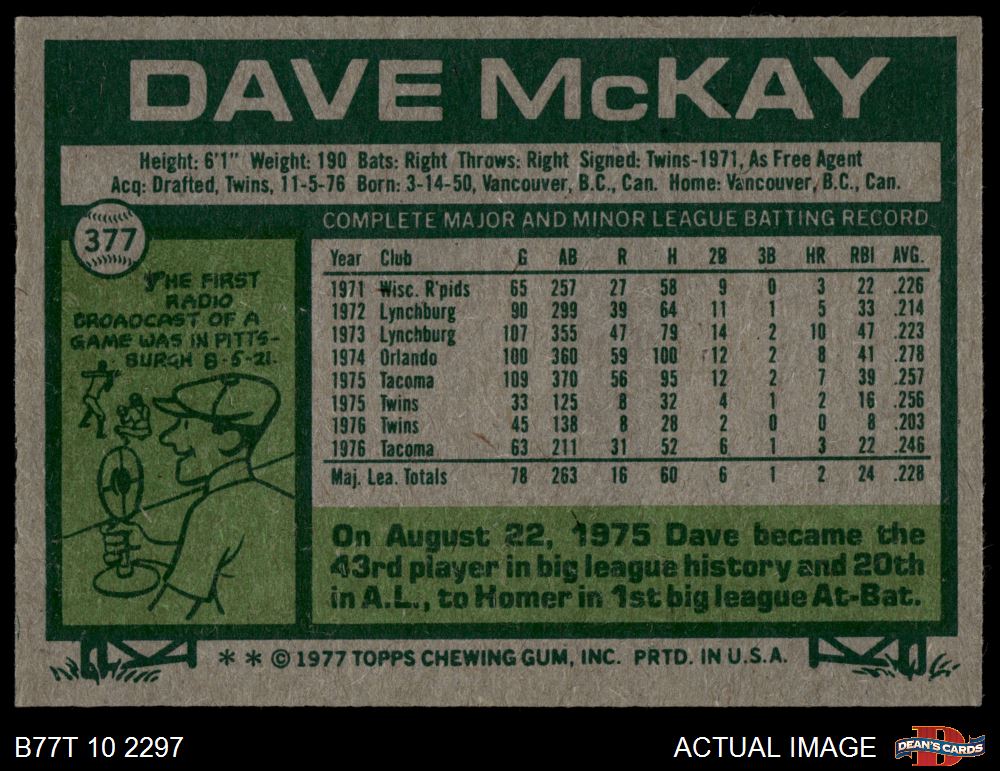 DAVE McKAY
Height: 6'1" Weight: 190 Bats: Right Throws: Right Signed: Twins-1971, As Free Agent
Acq: Drafted, Twins, 11-5-76 Born: 3-14-50, Vancouver, B.C., Can. Home: Vancouver, B.C., Can.
377
THE FIRST
RADIO
BROADCAST OF A
GAME WAS IN PITTS-
BURGH 8-5-21.
COMPLETE MAJOR AND MINOR LEAGUE BATTING RECORD
Year Club G AB R H 2B 3B HR RBI AVG.
1971 Wisc. R'pids 65 257 27 58 9 0 3 22 .226
1972 Lynchburg 90 299 39 64 11 1 5 33 .214
1973 Lynchburg 107 355 47 79 14 2 10 47 .223
1974 Orlando 100 360 59 100 12 2 8 41 .278
1975 Tacoma 109 370 56 95 12 2 7 39 .257
1975 Twins 33 125 8 32 4 1 2 16 .256
1976 Twins 45 138 8 28 2 0 0 8 .203
1976 Tacoma 63 211 31 52 6 1 3 22 .246
Maj. Lea. Totals 78 263 16 60 6 1 2 24 .228
On August 22, 1975 Dave became the
43rd player in big league history and 20th
in A.L., to Homer in 1st big league At-Bat.
* * © 1977 TOPPS CHEWING GUM, INC. PRTD. IN U.S.A.
B77T 10 2297
ACTUAL IMAGE
DEAN'S CARDS